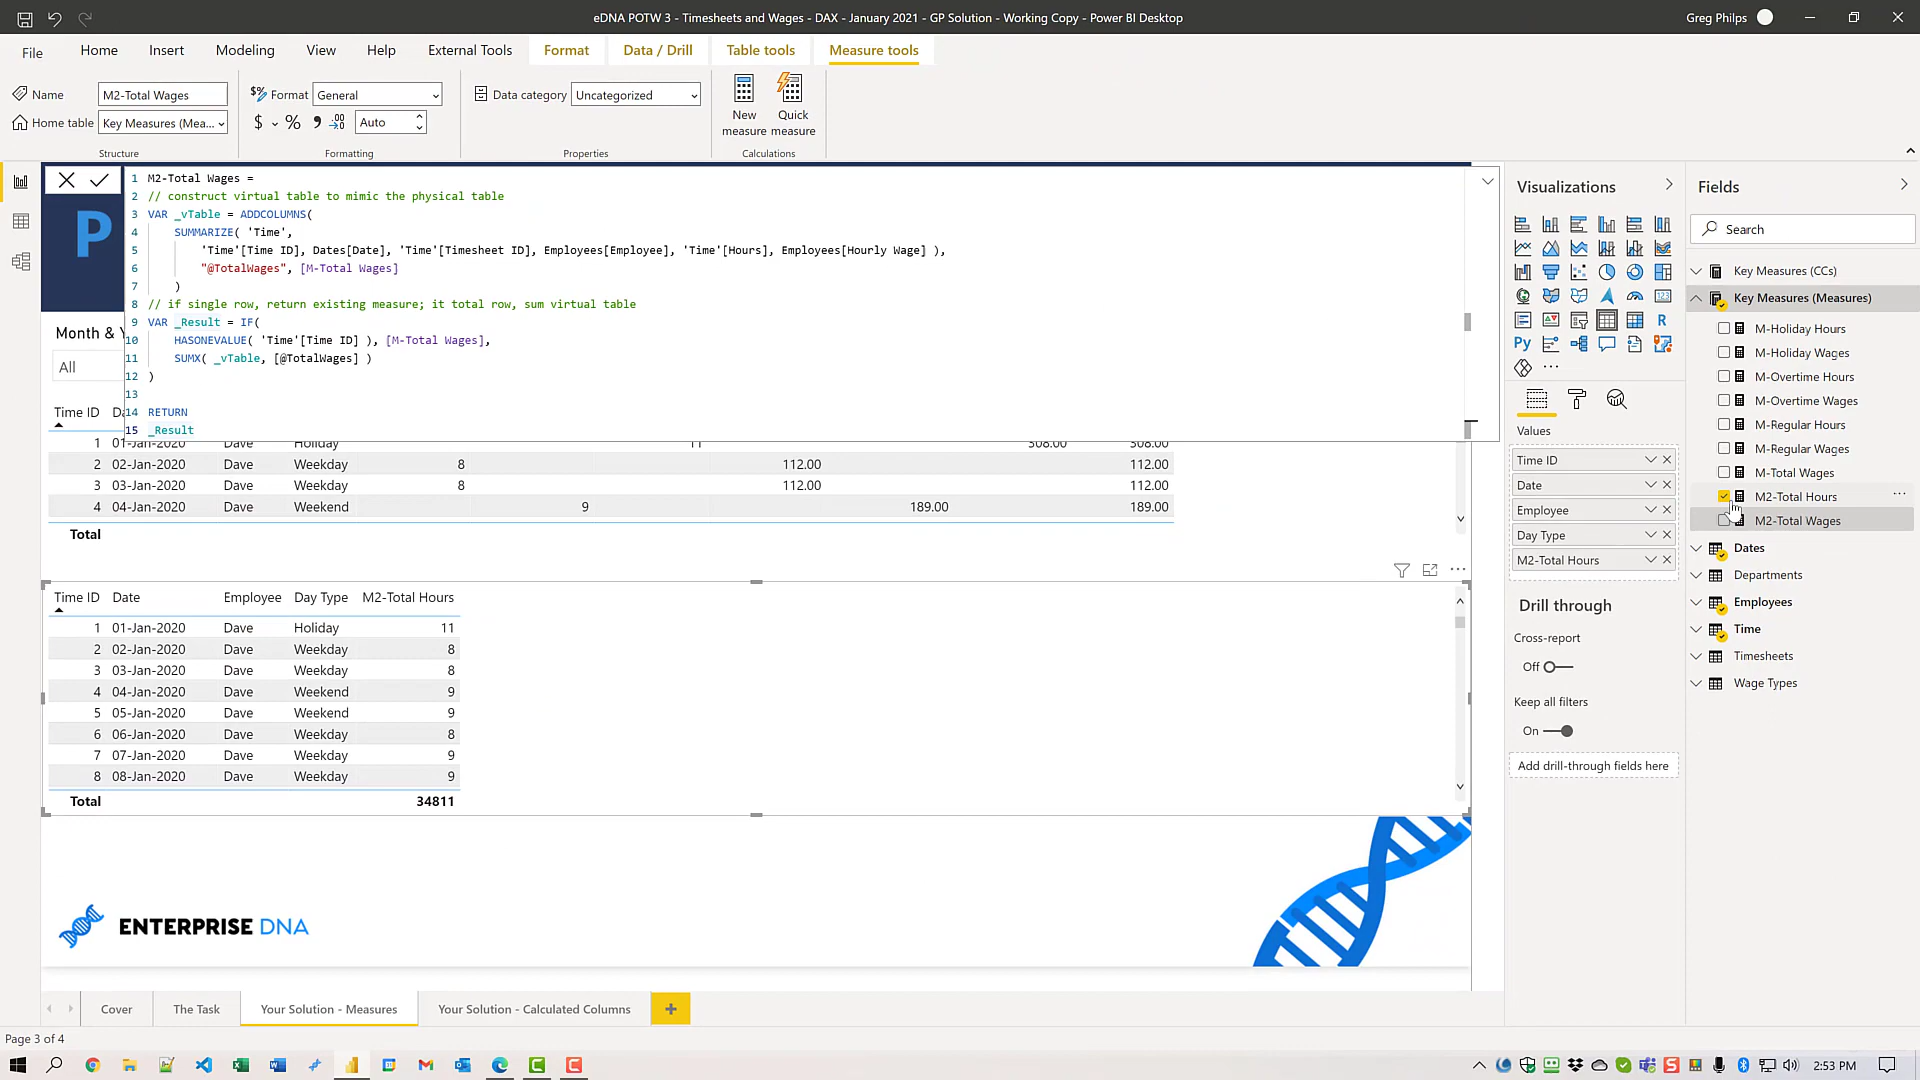 eDNA POTW 3 - Timesheets and Wages - DAX - January 2021 - GP Solution - Working Copy - Power BI Desktop
Greg Philps
File Home Insert Modeling View Help External Tools Format Data / Drill Table tools Measure tools
Name M2-Total Wages
Home table Key Measures (Mea...
Structure
$% Format General
$ % 9 .00 Auto
Formatting
Data category Uncategorized
Properties
New measure
Quick measure
Calculations
P
1 M2-Total Wages =
2 // construct virtual table to mimic the physical table
3 VAR _vTable = ADDCOLUMNS(
4 SUMMARIZE( 'Time',
5 'Time'[Time ID], Dates[Date], 'Time'[Timesheet ID], Employees[Employee], 'Time'[Hours], Employees[Hourly Wage] ),
6 "@TotalWages", [M-Total Wages]
7 )
8 // if single row, return existing measure; it total row, sum virtual table
9 VAR _Result = IF(
10 HASONEVALUE( 'Time'[Time ID] ), [M-Total Wages],
11 SUMX( _vTable, [@TotalWages] )
12 )
13
14 RETURN
15 _Result
Month & Y
All
Time ID Da
1 01-Jan-2020 Dave Holiday 11 308.00 308.00
2 02-Jan-2020 Dave Weekday 8 112.00 112.00
3 03-Jan-2020 Dave Weekday 8 112.00 112.00
4 04-Jan-2020 Dave Weekend 9 189.00 189.00
Total
Time ID Date Employee Day Type M2-Total Hours
1 01-Jan-2020 Dave Holiday 11
2 02-Jan-2020 Dave Weekday 8
3 03-Jan-2020 Dave Weekday 8
4 04-Jan-2020 Dave Weekend 9
5 05-Jan-2020 Dave Weekend 9
6 06-Jan-2020 Dave Weekday 8
7 07-Jan-2020 Dave Weekday 9
8 08-Jan-2020 Dave Weekday 9
Total 34811
ENTERPRISE DNA
Visualizations
R
Py
Values
Time ID
Date
Employee
Day Type
M2-Total Hours
Drill through
Cross-report
Off
Keep all filters
On
Add drill-through fields here
Fields
Search
Key Measures (CCs)
Key Measures (Measures)
M-Holiday Hours
M-Holiday Wages
M-Overtime Hours
M-Overtime Wages
M-Regular Hours
M-Regular Wages
M-Total Wages
M2-Total Hours
M2-Total Wages
Dates
Departments
Employees
Time
Timesheets
Wage Types
Cover The Task Your Solution - Measures Your Solution - Calculated Columns +
Page 3 of 4
2:53 PM